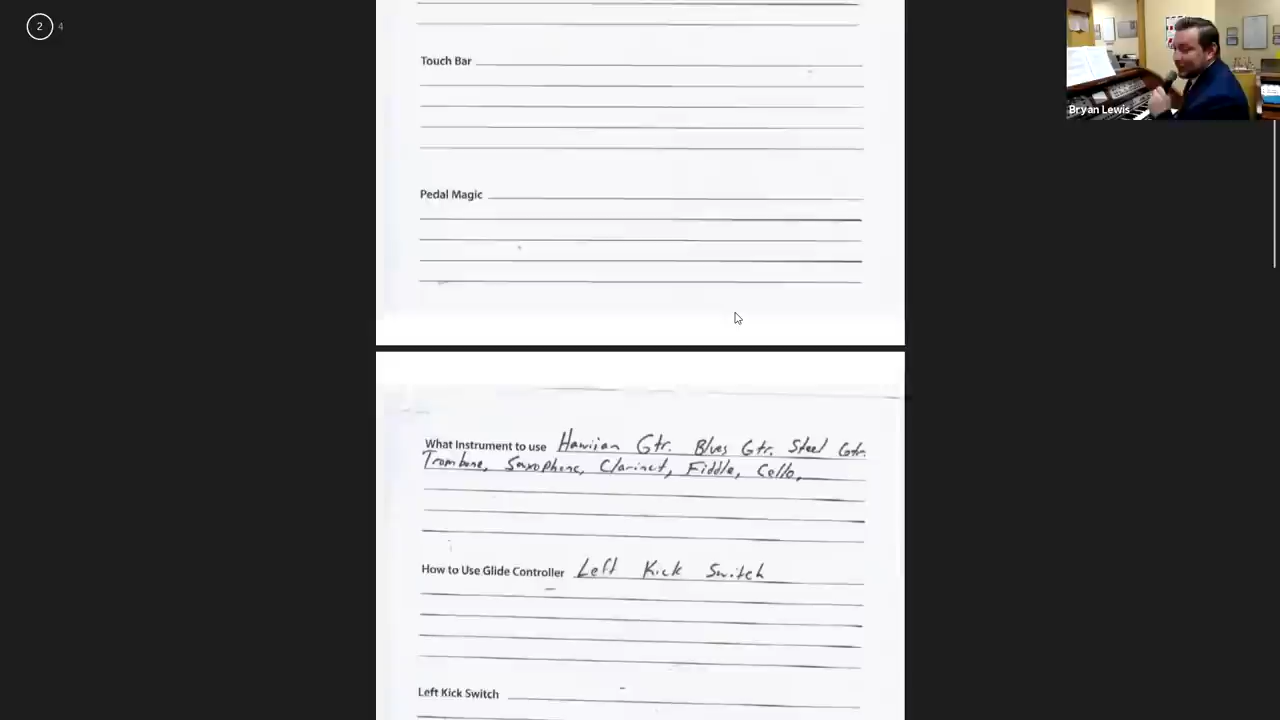 2 4
Bryan Lewis
Touch Bar
Pedal Magic
What Instrument to use Hawiian Gtr. Blues Gtr. Steel Gtr.
Trombone, Saxophone, Clarinet, Fiddle, Cello,
How to Use Glide Controller Left Kick Switch
Left Kick Switch